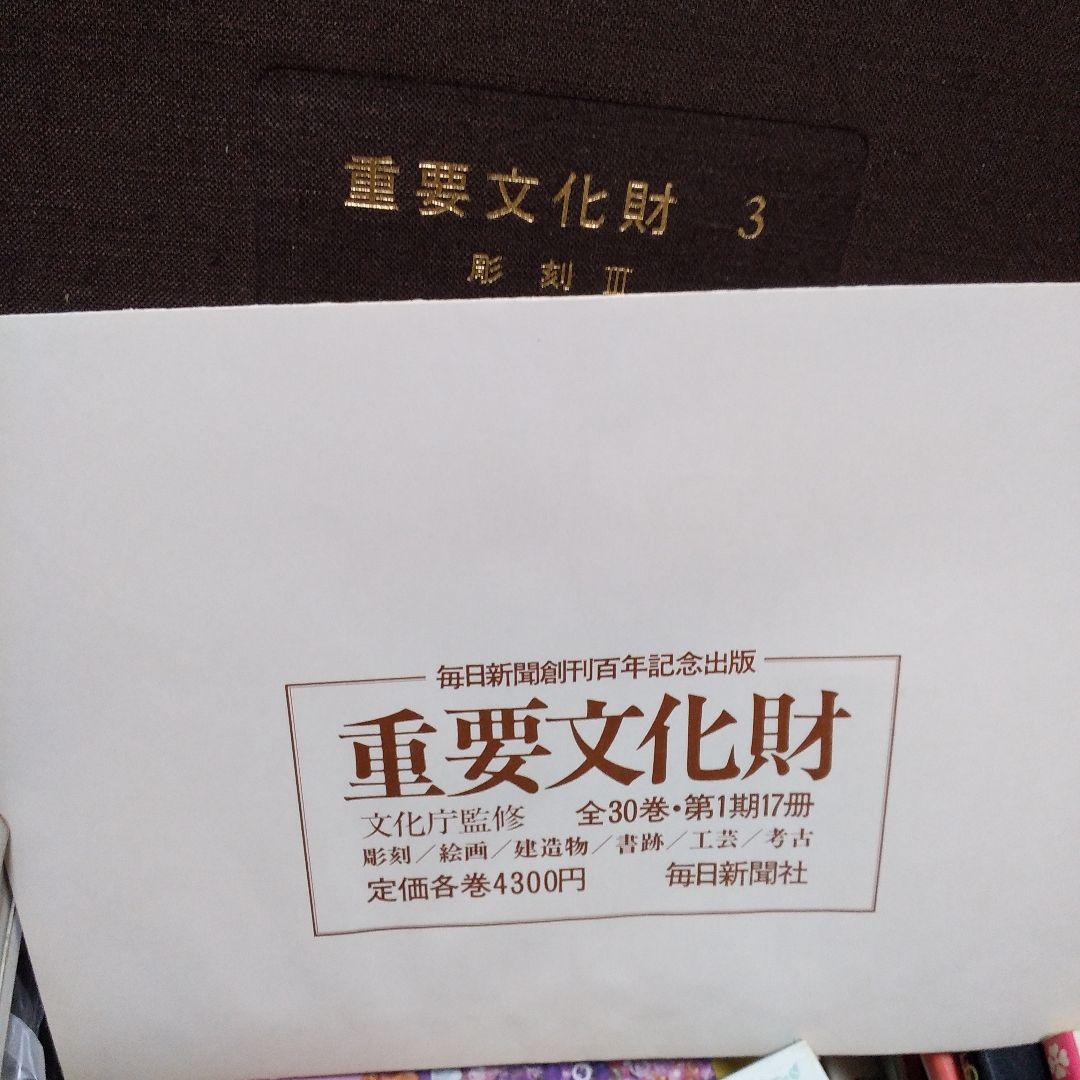 重要文化財 3
彫刻 Ⅲ
毎日新聞創刊百年記念出版
重要文化財
文化庁監修 全30巻・第1期17冊
彫刻／絵画／建造物／書跡／工芸／考古
定価各巻4300円 毎日新聞社